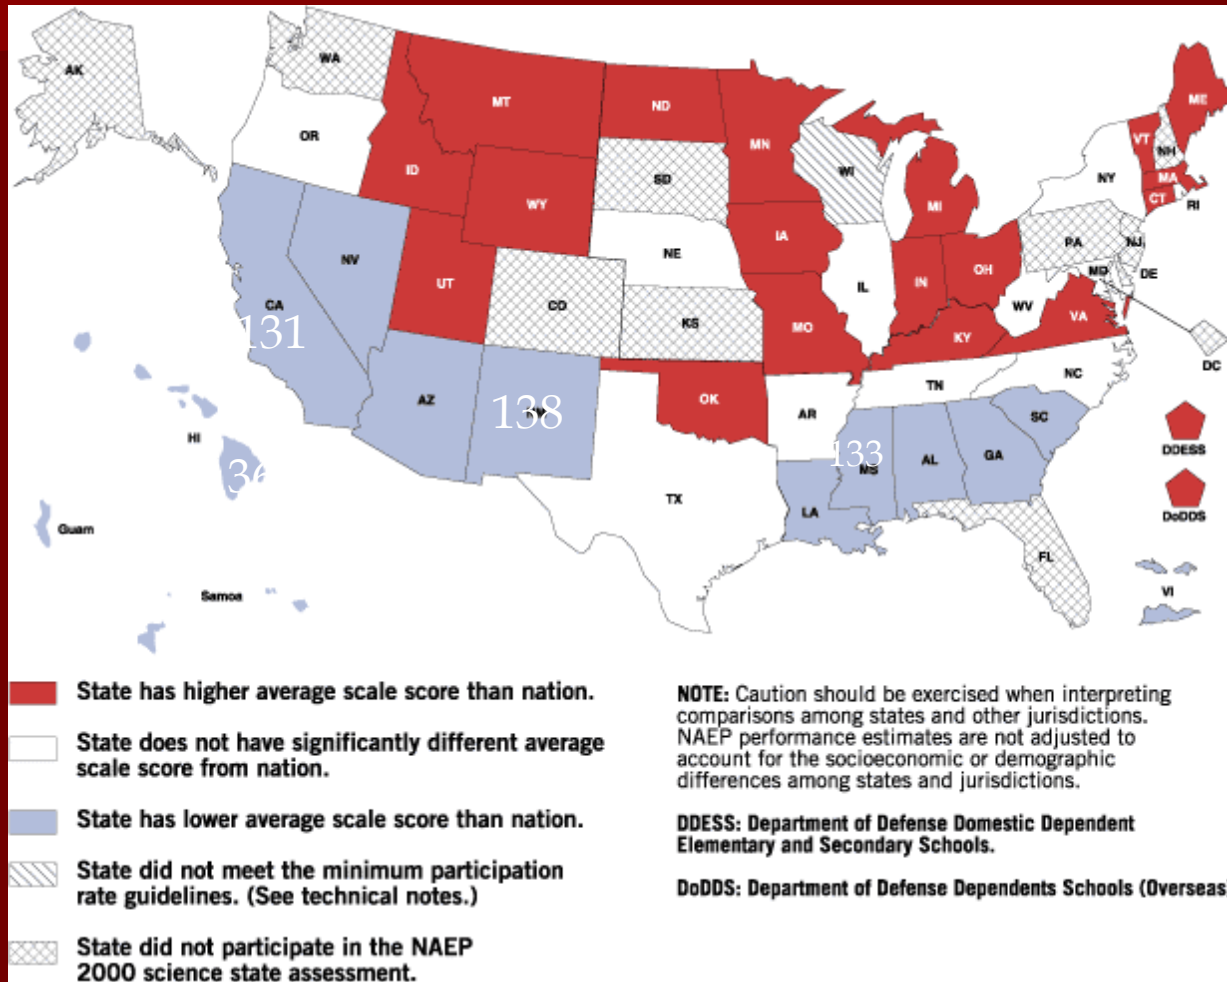 AK
WA
MT
ND
ME
OR
MN
VT
NH
ID
SD
WI
NY
MA
WY
MI
CT
RI
IA
PA
NJ
NV
NE
OH
DE
UT
IL
IN
MD
CA
CO
KS
WV
131
MO
KY
VA
DC
TN
NC
AZ
138
OK
AR
SC
HI
36
133
MS
AL
GA
DDESS
TX
LA
DoDDS
Guam
FL
Samoa
VI
State has higher average scale score than nation.
State does not have significantly different average
scale score from nation.
State has lower average scale score than nation.
State did not meet the minimum participation
rate guidelines. (See technical notes.)
State did not participate in the NAEP
2000 science state assessment.
NOTE: Caution should be exercised when interpreting
comparisons among states and other jurisdictions.
NAEP performance estimates are not adjusted to
account for the socioeconomic or demographic
differences among states and jurisdictions.
DDESS: Department of Defense Domestic Dependent
Elementary and Secondary Schools.
DoDDS: Department of Defense Dependents Schools (Overseas)